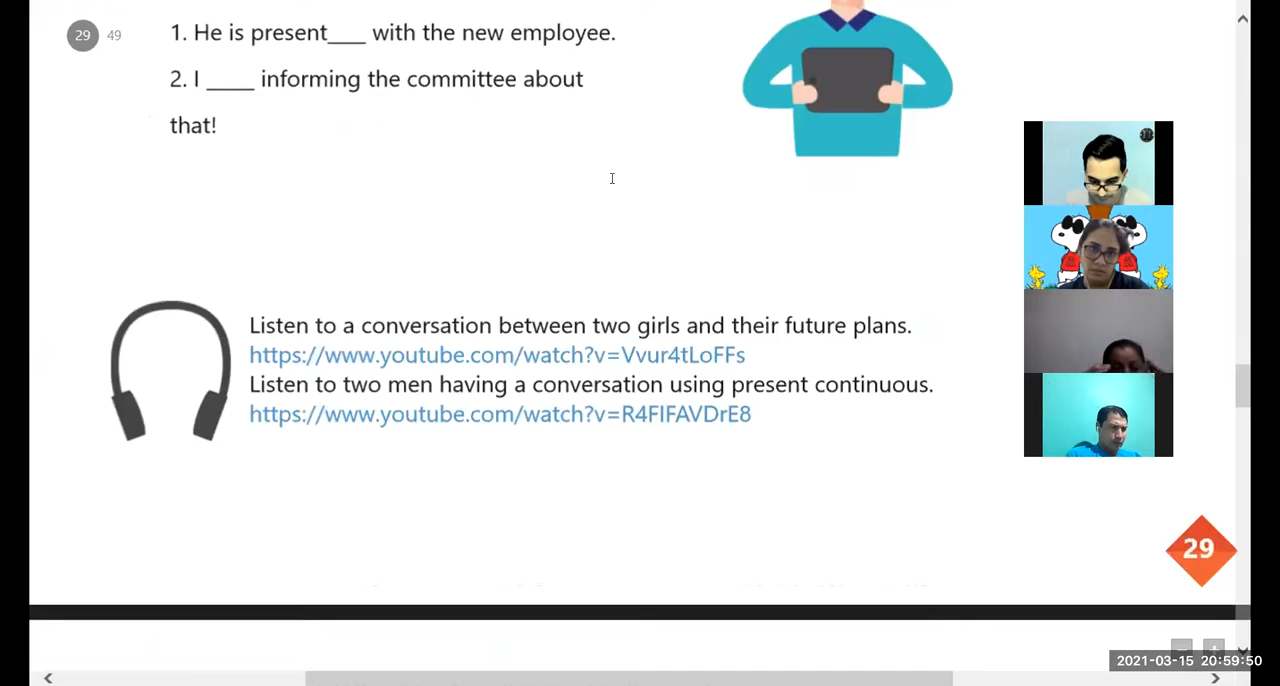 29 49
1. He is present____ with the new employee.
2. I _____ informing the committee about
that!
Listen to a conversation between two girls and their future plans.
https://www.youtube.com/watch?v=Vvur4tLoFFs
Listen to two men having a conversation using present continuous.
https://www.youtube.com/watch?v=R4FIFAVDrE8
29
2021-03-15 20:59:50